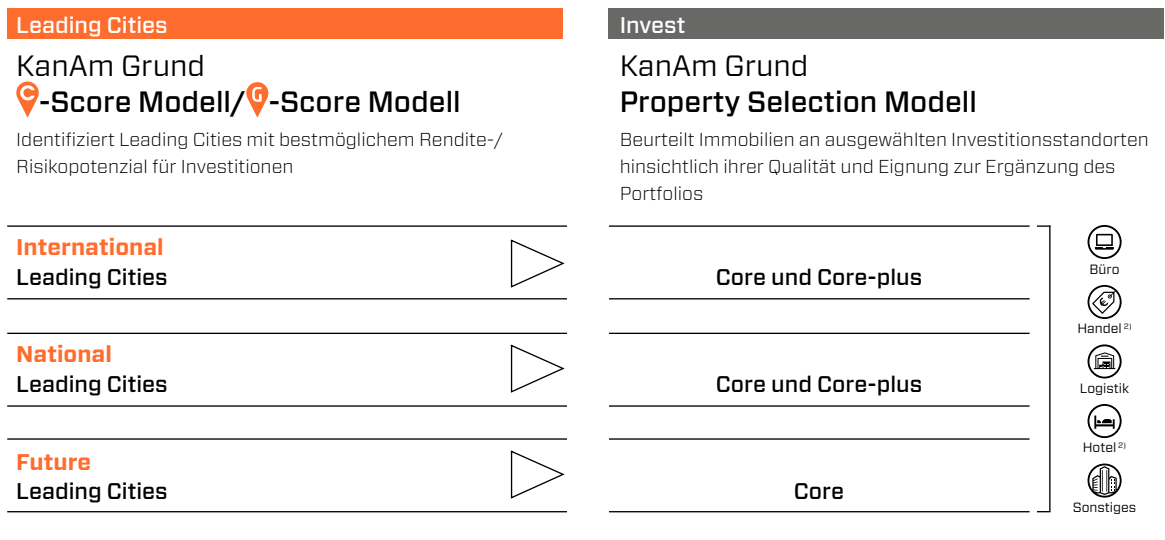 Leading Cities
KanAm Grund
C-Score Modell/G-Score Modell
Identifiziert Leading Cities mit bestmöglichem Rendite-/
Risikopotenzial für Investitionen
International
Leading Cities
National
Leading Cities
Future
Leading Cities
Invest
KanAm Grund
Property Selection Modell
Beurteilt Immobilien an ausgewählten Investitionsstandorten
hinsichtlich ihrer Qualität und Eignung zur Ergänzung des
Portfolios
Core und Core-plus
Core und Core-plus
Core
Büro
€
Handel 2)
Logistik
Hotel 2)
Sonstiges